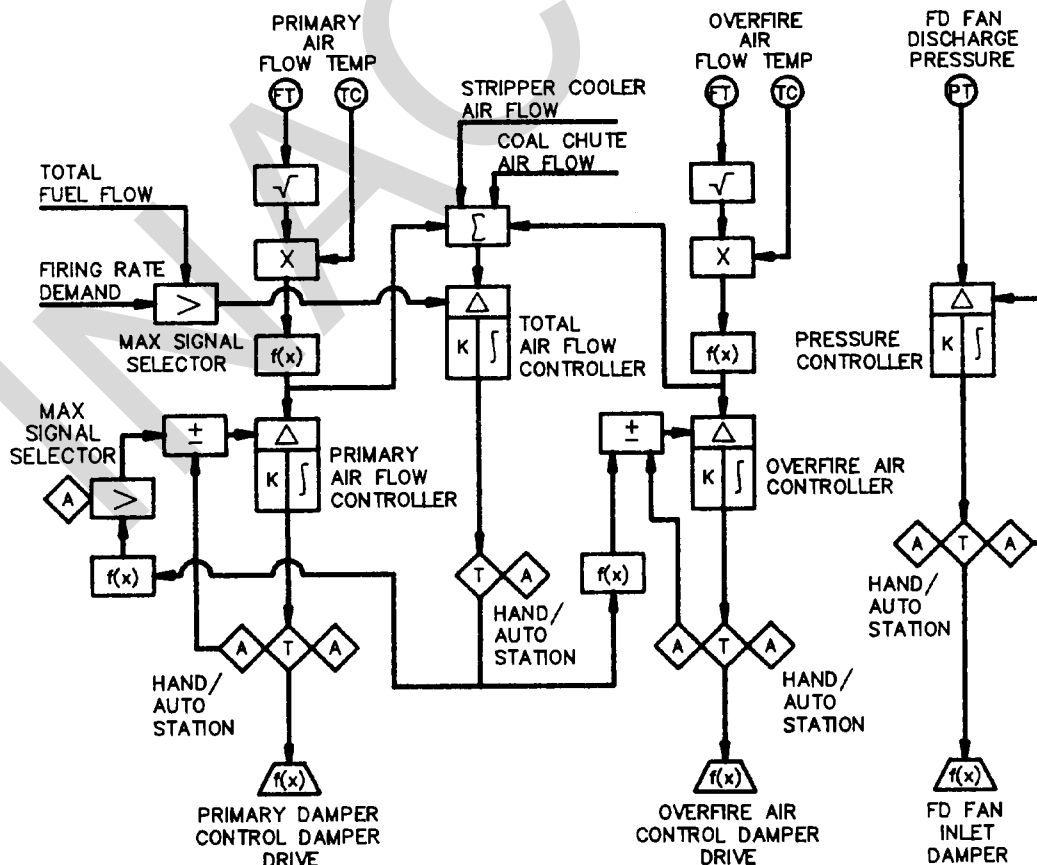 PRIMARY
AIR
FLOW TEMP
FT
TC
OVERFIRE
AIR
FLOW TEMP
FT
TC
FD FAN
DISCHARGE
PRESSURE
PT
STRIPPER COOLER
AIR FLOW
COAL CHUTE
AIR FLOW
TOTAL
FUEL FLOW
√
√
Σ
X
X
FIRING RATE
DEMAND
>
MAX SIGNAL
SELECTOR
△
K ∫
TOTAL
AIR FLOW
CONTROLLER
f(x)
f(x)
PRESSURE
CONTROLLER
△
K ∫
MAX
SIGNAL
SELECTOR
±
△
K ∫
PRIMARY
AIR FLOW
CONTROLLER
±
△
K ∫
OVERFIRE AIR
CONTROLLER
A
>
f(x)
T A
HAND/
AUTO
STATION
f(x)
A T A
HAND/
AUTO
STATION
A T A
HAND/
AUTO
STATION
A T A
HAND/
AUTO
STATION
f(x)
PRIMARY DAMPER
CONTROL DAMPER
DRIVE
f(x)
OVERFIRE AIR
CONTROL DAMPER
DRIVE
f(x)
FD FAN
INLET
DAMPER
INAC